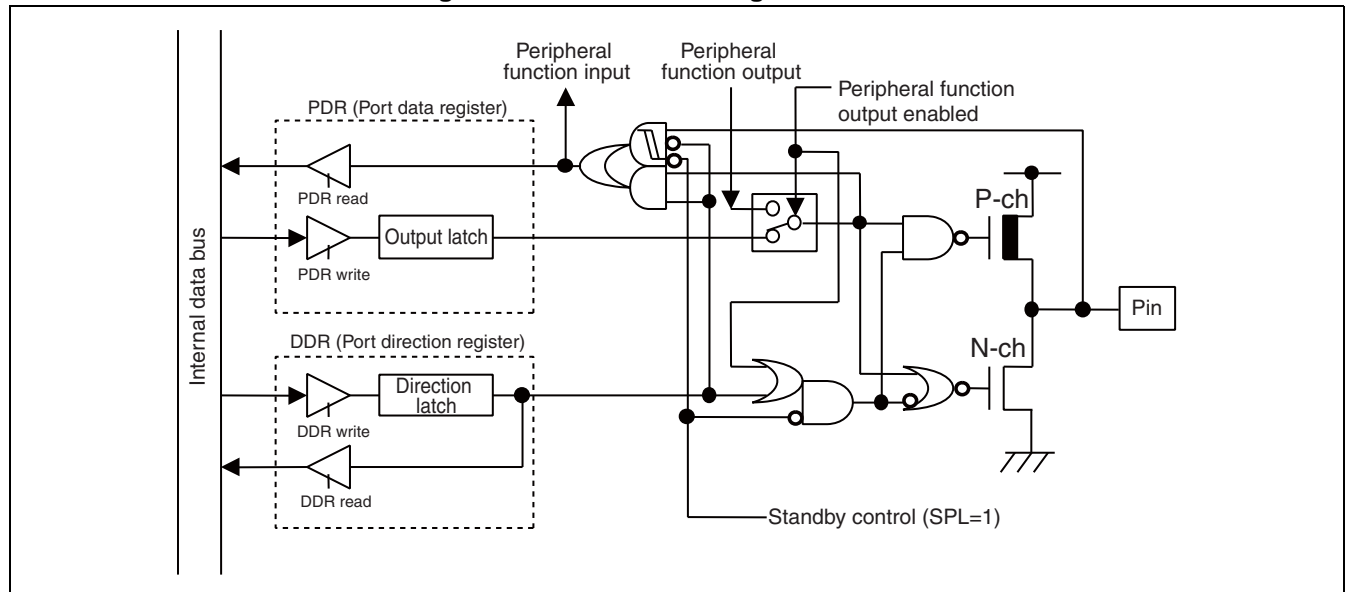 Peripheral
function input
Peripheral
function output
Peripheral function
output enabled
PDR (Port data register)
PDR read
PDR write
Output latch
P-ch
Pin
N-ch
Internal data bus
DDR (Port direction register)
Direction
latch
DDR write
DDR read
Standby control (SPL=1)